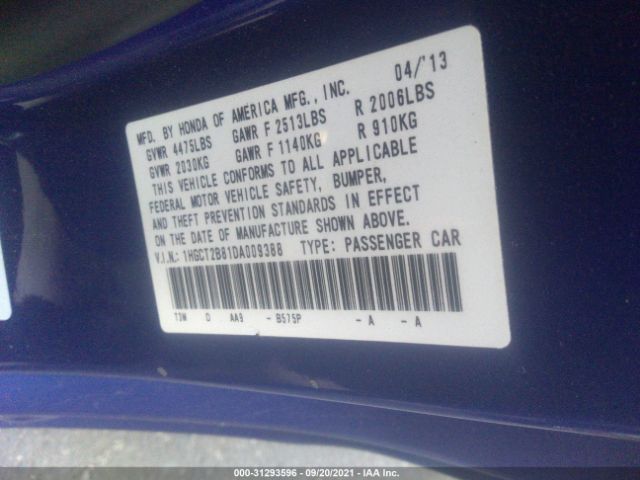 MFD. BY HONDA OF AMERICA MFG., INC. 04/'13
GVWR 4475LBS GAWR F 2513LBS R 2006LBS
GVWR 2030KG GAWR F 1140KG R 910KG
THIS VEHICLE CONFORMS TO ALL APPLICABLE
FEDERAL MOTOR VEHICLE SAFETY, BUMPER,
AND THEFT PREVENTION STANDARDS IN EFFECT
ON THE DATE OF MANUFACTURE SHOWN ABOVE.
V.I.N.: 1HGCT2B81DA009388 TYPE: PASSENGER CAR
T3W D AA9 - B575P - A - A
000-31293596 - 09/20/2021 - IAA Inc.